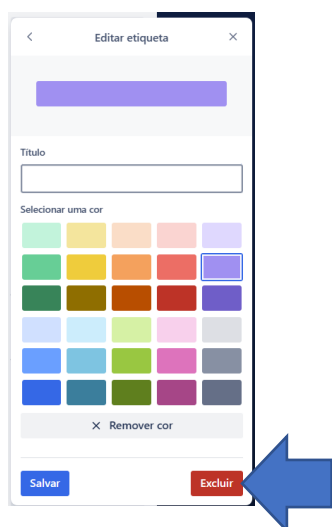 Editar etiqueta
Título
Selecionar uma cor
Remover cor
Salvar
Excluir